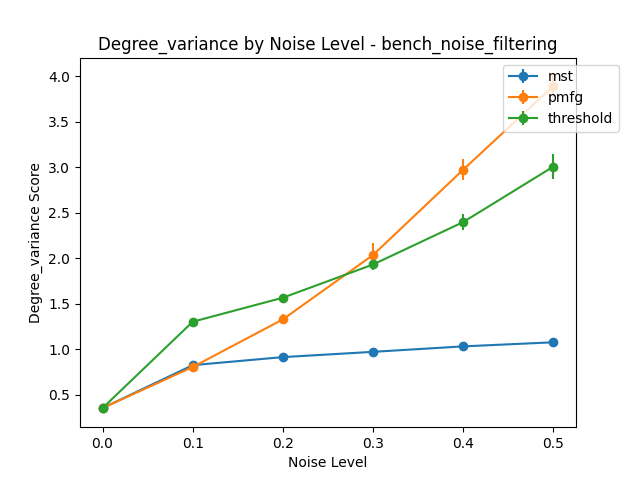 Degree_variance by Noise Level - bench_noise_filtering
mst
pmfg
threshold
Degree_variance Score
4.0
3.5
3.0
2.5
2.0
1.5
1.0
0.5
0.0 0.1 0.2 0.3 0.4 0.5
Noise Level